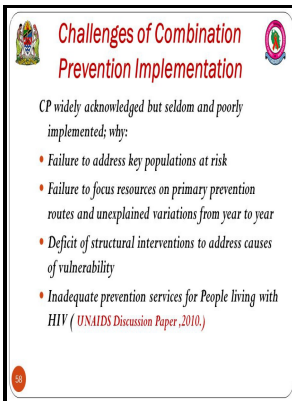 Challenges of Combination
Prevention Implementation
CP widely acknowledged but seldom and poorly
implemented; why:
• Failure to address key populations at risk
• Failure to focus resources on primary prevention
routes and unexplained variations from year to year
• Deficit of structural interventions to address causes
of vulnerability
• Inadequate prevention services for People living with
HIV ( UNAIDS Discussion Paper ,2010.)
58